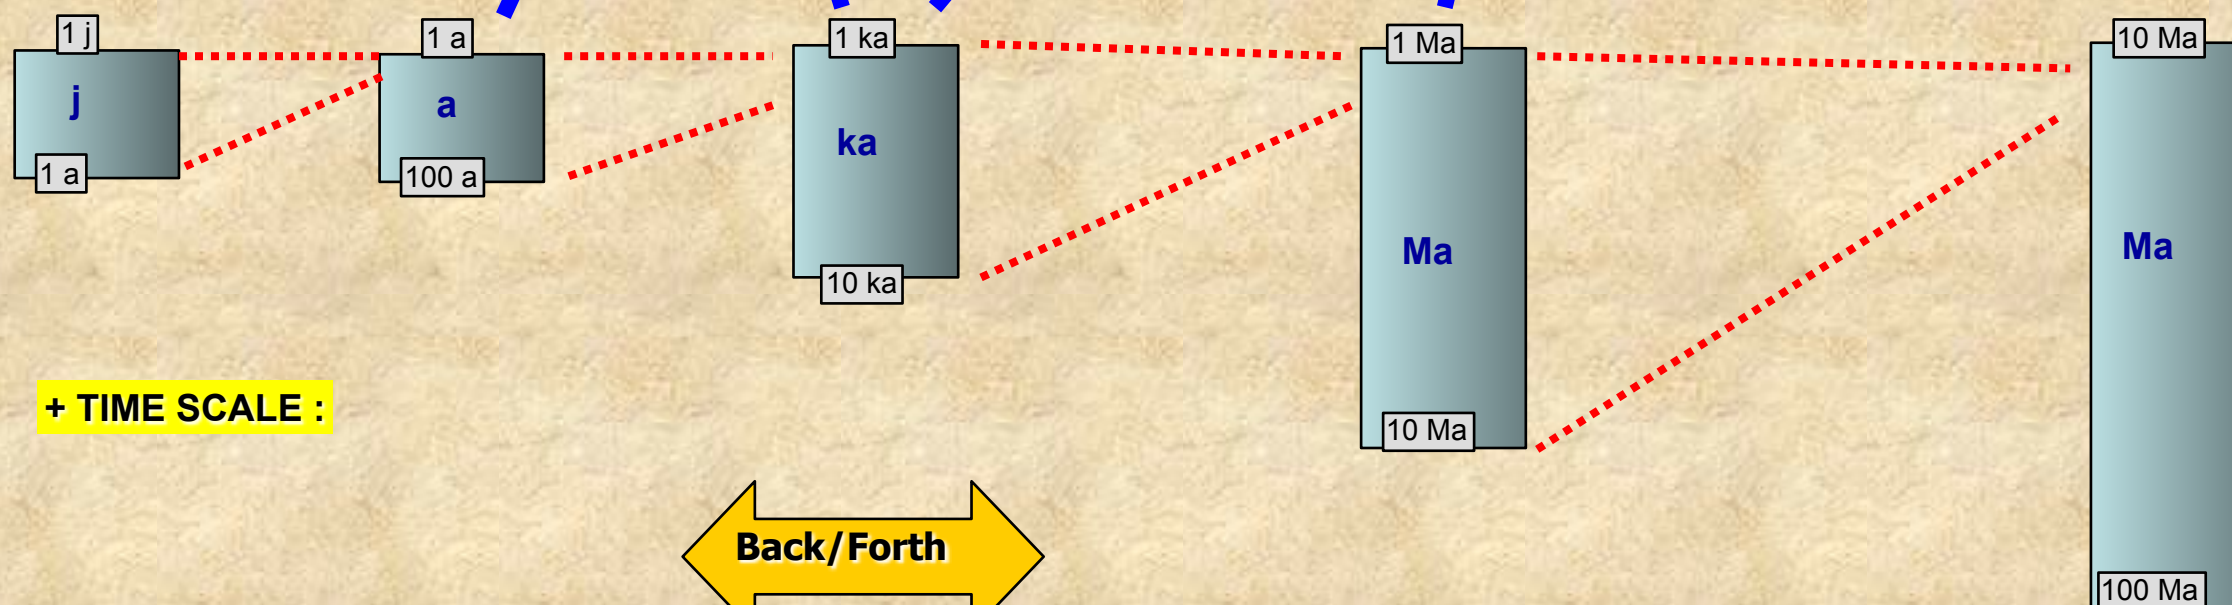 1 j
j
1 a
1 a
a
100 a
1 ka
ka
10 ka
1 Ma
Ma
10 Ma
10 Ma
Ma
100 Ma
+ TIME SCALE :
Back/Forth